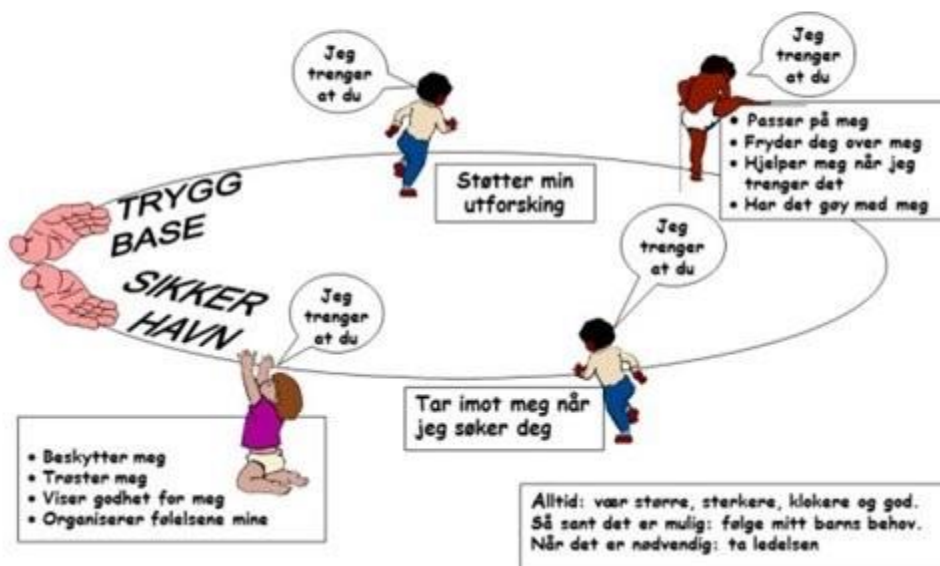 Jeg
trenger
at du
Jeg
trenger
at du
• Passer på meg
• Fryder deg over meg
• Hjelper meg når jeg
trenger det
• Har det gøy med meg
Støtter min
utforsking
TRYGG
BASE
SIKKER
HAVN
Jeg
trenger
at du
Jeg
trenger
at du
Tar imot meg når
jeg søker deg
• Beskytter meg
• Trøster meg
• Viser godhet for meg
• Organiserer følelsene mine
Alltid: vær større, sterkere, klokere og god.
Så sant det er mulig: følge mitt barns behov.
Når det er nødvendig: ta ledelsen